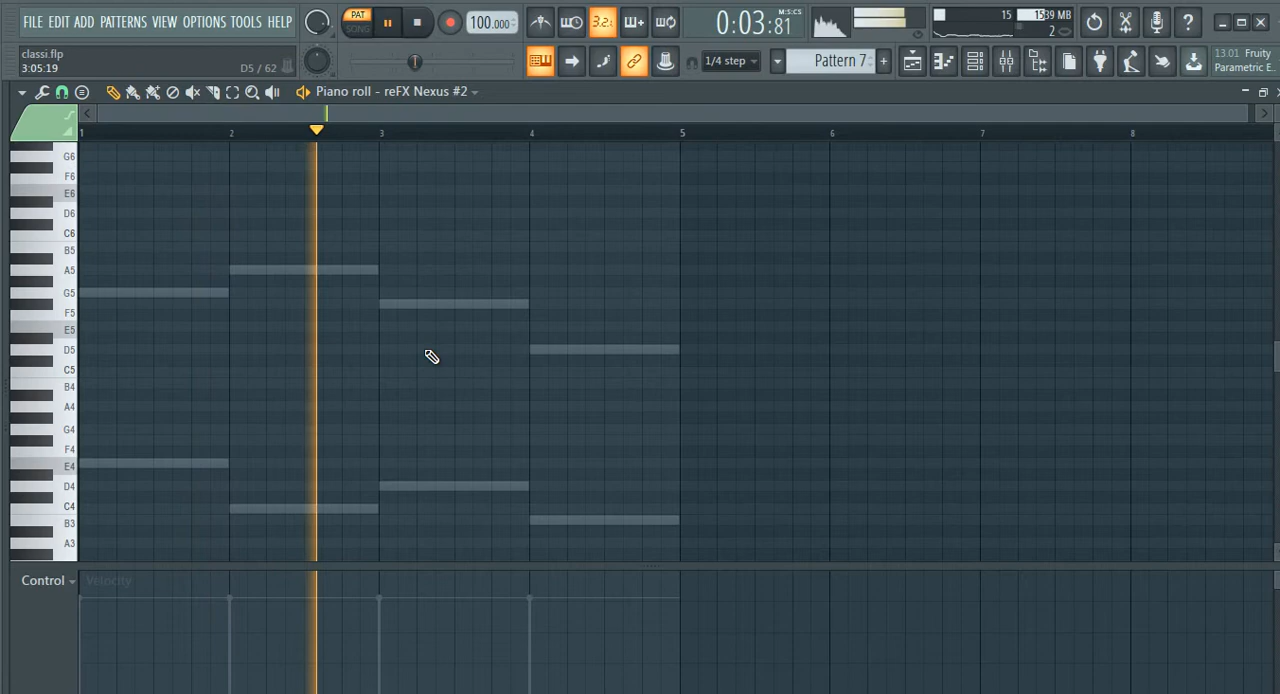 FILE EDIT ADD PATTERNS VIEW OPTIONS TOOLS HELP
PAT
SONG
100.000
3.2.
0:03:81
M:S:CS
15
1539 MB
2
classi.flp
3:05:19
D5 / 62
1/4 step
Pattern 7
13.01 Fruity
Parametric E..
Piano roll - reFX Nexus #2
1 2 3 4 5 6 7 8
G6
F6
E6
D6
C6
B5
A5
G5
F5
E5
D5
C5
B4
A4
G4
F4
E4
D4
C4
B3
A3
Control
Velocity